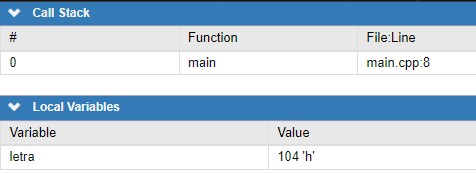 Call Stack
# Function File:Line
0 main main.cpp:8
Local Variables
Variable Value
letra 104 'h'